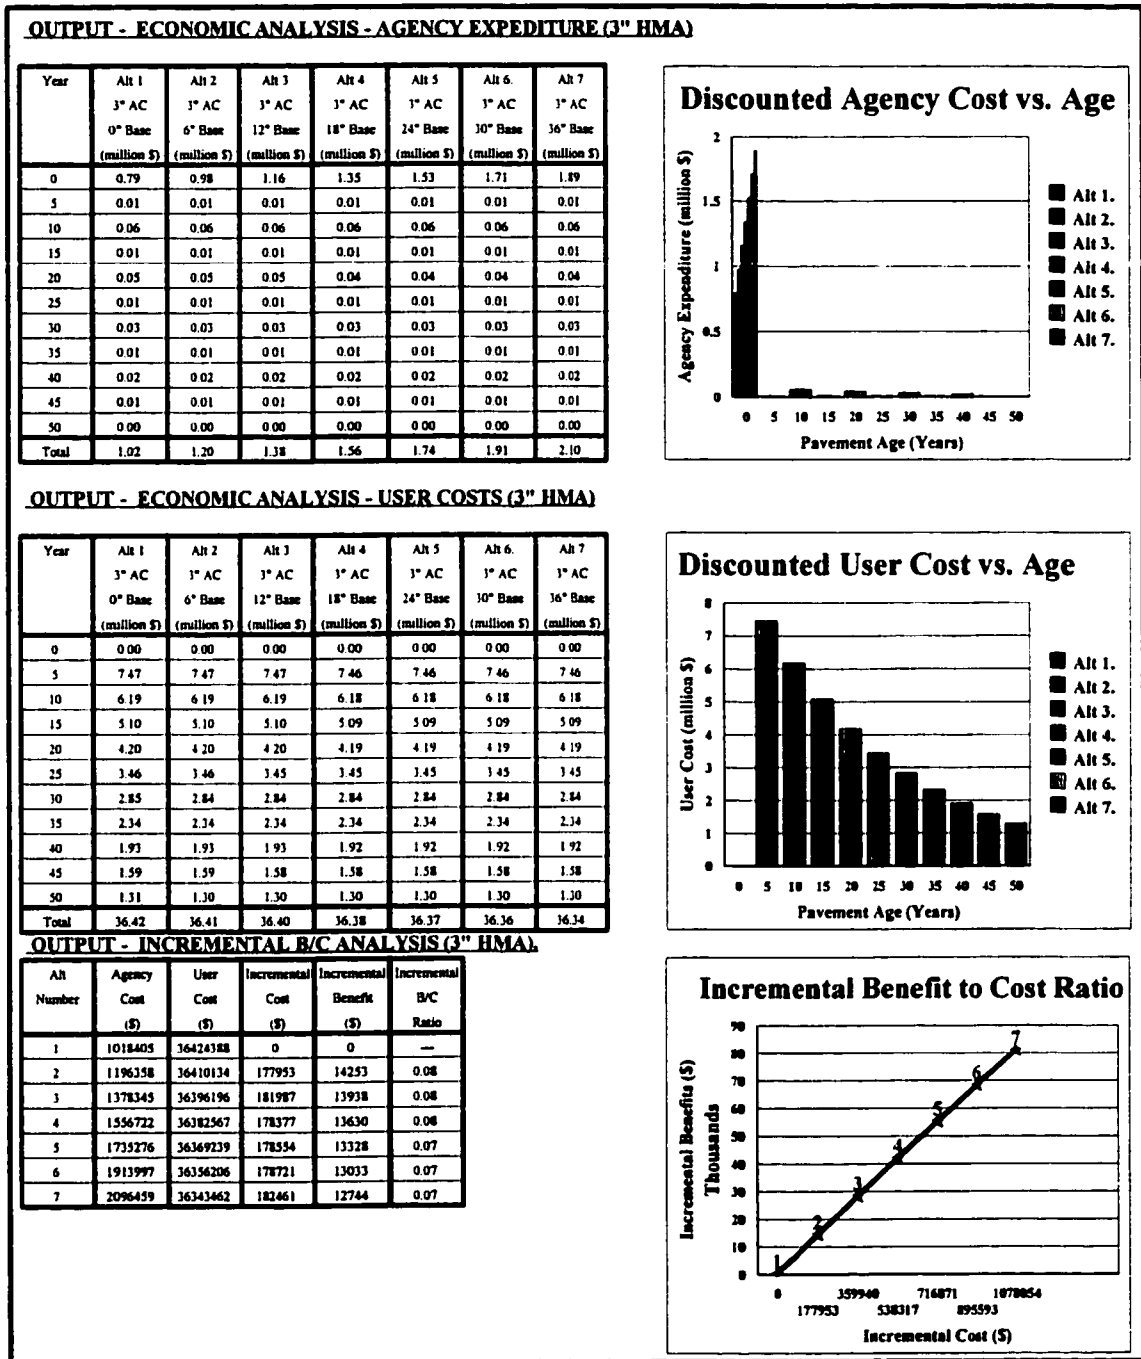 OUTPUT - ECONOMIC ANALYSIS - AGENCY EXPEDITURE (3" HMA)
Year Alt 1 Alt 2 Alt 3 Alt 4 Alt 5 Alt 6. Alt 7
3" AC 3" AC 3" AC 3" AC 3" AC 3" AC 3" AC
0" Base 6" Base 12" Base 18" Base 24" Base 30" Base 36" Base
(million $) (million $) (million $) (million $) (million $) (million $) (million $)
0 0.79 0.98 1.16 1.35 1.53 1.71 1.89
5 0.01 0.01 0.01 0.01 0.01 0.01 0.01
10 0.06 0.06 0.06 0.06 0.06 0.06 0.06
15 0.01 0.01 0.01 0.01 0.01 0.01 0.01
20 0.05 0.05 0.05 0.04 0.04 0.04 0.04
25 0.01 0.01 0.01 0.01 0.01 0.01 0.01
30 0.03 0.03 0.03 0.03 0.03 0.03 0.03
35 0.01 0.01 0.01 0.01 0.01 0.01 0.01
40 0.02 0.02 0.02 0.02 0.02 0.02 0.02
45 0.01 0.01 0.01 0.01 0.01 0.01 0.01
50 0.00 0.00 0.00 0.00 0.00 0.00 0.00
Total 1.02 1.20 1.38 1.56 1.74 1.91 2.10
Discounted Agency Cost vs. Age
Agency Expenditure (million $)
2
1.5
1
0.5
0
0 5 10 15 20 25 30 35 40 45 50
Pavement Age (Years)
Alt 1.
Alt 2.
Alt 3.
Alt 4.
Alt 5.
Alt 6.
Alt 7.
OUTPUT - ECONOMIC ANALYSIS - USER COSTS (3" HMA)
Year Alt 1 Alt 2 Alt 3 Alt 4 Alt 5 Alt 6. Alt 7
3" AC 3" AC 3" AC 3" AC 3" AC 3" AC 3" AC
0" Base 6" Base 12" Base 18" Base 24" Base 30" Base 36" Base
(million $) (million $) (million $) (million $) (million $) (million $) (million $)
0 0.00 0.00 0.00 0.00 0.00 0.00 0.00
5 7.47 7.47 7.47 7.46 7.46 7.46 7.46
10 6.19 6.19 6.19 6.18 6.18 6.18 6.18
15 5.10 5.10 5.10 5.09 5.09 5.09 5.09
20 4.20 4.20 4.20 4.19 4.19 4.19 4.19
25 3.46 3.46 3.45 3.45 3.45 3.45 3.45
30 2.85 2.84 2.84 2.84 2.84 2.84 2.84
35 2.34 2.34 2.34 2.34 2.34 2.34 2.34
40 1.93 1.93 1.93 1.92 1.92 1.92 1.92
45 1.59 1.59 1.58 1.58 1.58 1.58 1.58
50 1.31 1.30 1.30 1.30 1.30 1.30 1.30
Total 36.42 36.41 36.40 36.38 36.37 36.36 36.34
Discounted User Cost vs. Age
User Cost (million $)
8
7
6
5
4
3
2
1
0
0 5 10 15 20 25 30 35 40 45 50
Pavement Age (Years)
Alt 1.
Alt 2.
Alt 3.
Alt 4.
Alt 5.
Alt 6.
Alt 7.
OUTPUT - INCREMENTAL B/C ANALYSIS (3" HMA).
Alt Agency User Incremental Incremental Incremental
Number Cost Cost Cost Benefit B/C
($) ($) ($) ($) Ratio
1 1018405 36424388 0 0 —
2 1196358 36410134 177953 14253 0.08
3 1378345 36396196 181987 13938 0.08
4 1556722 36382567 178377 13630 0.08
5 1735276 36369239 178554 13328 0.07
6 1913997 36356206 178721 13033 0.07
7 2096459 36343462 182461 12744 0.07
Incremental Benefit to Cost Ratio
Incremental Benefits ($)
Thousands
90
80
70
60
50
40
30
20
10
0
1 2 3 4 5 6 7
0 359940 716871 1078054
177953 538317 895593
Incremental Cost ($)